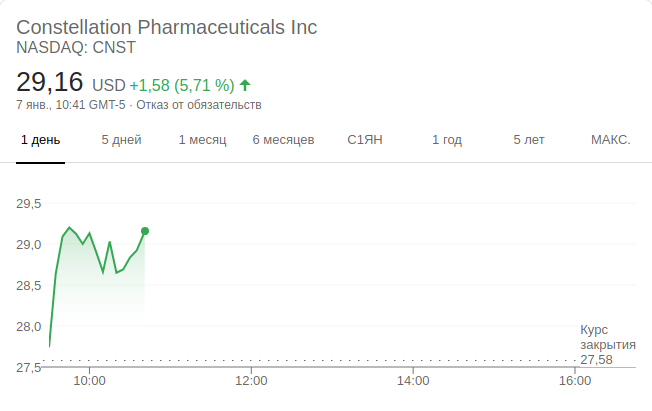 Constellation Pharmaceuticals Inc
NASDAQ: CNST
29,16 USD +1,58 (5,71 %)
7 янв., 10:41 GMT-5 · Отказ от обязательств
1 день 5 дней 1 месяц 6 месяцев С1ЯН 1 год 5 лет МАКС.
29,5
29,0
28,5
28,0
Курс
закрытия
27,58
27,5
10:00 12:00 14:00 16:00